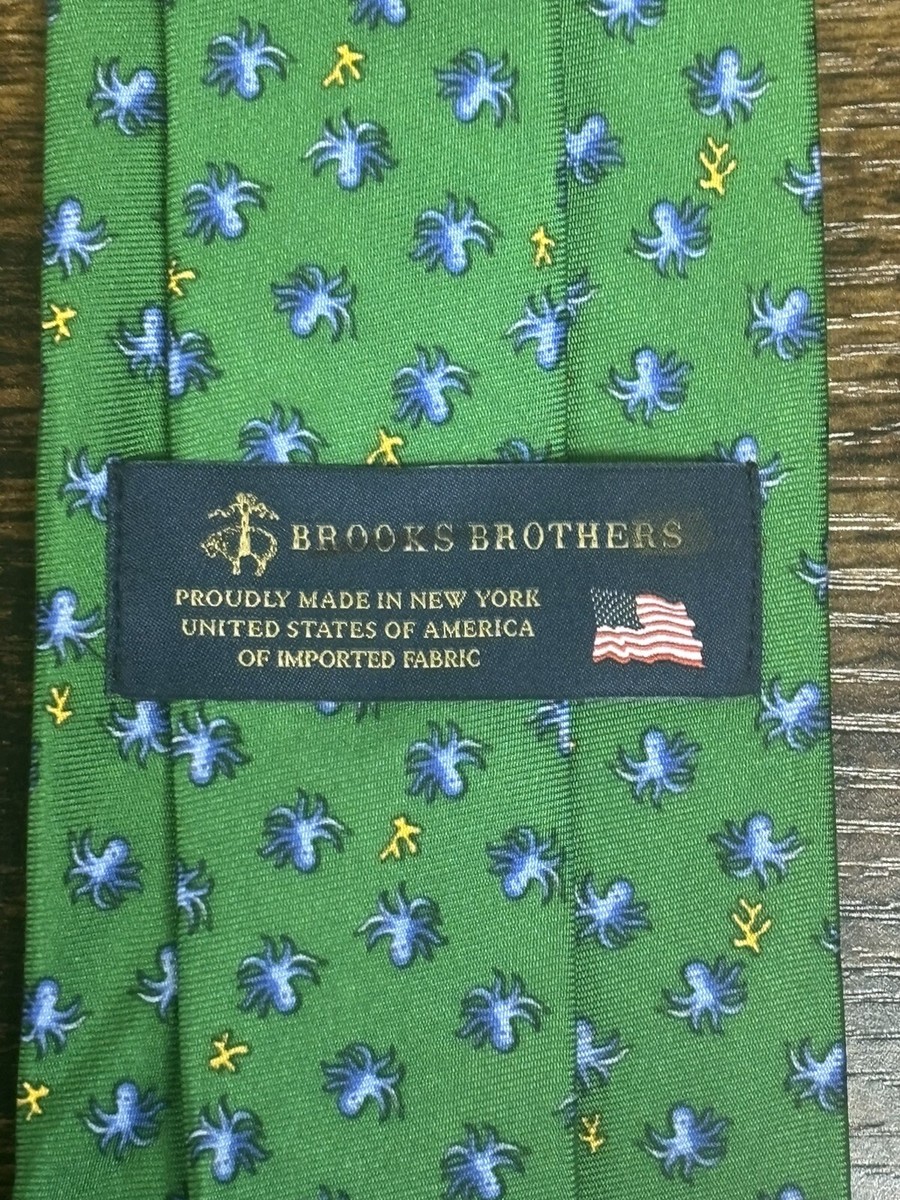 BROOKS BROTHERS
PROUDLY MADE IN NEW YORK
UNITED STATES OF AMERICA
OF IMPORTED FABRIC